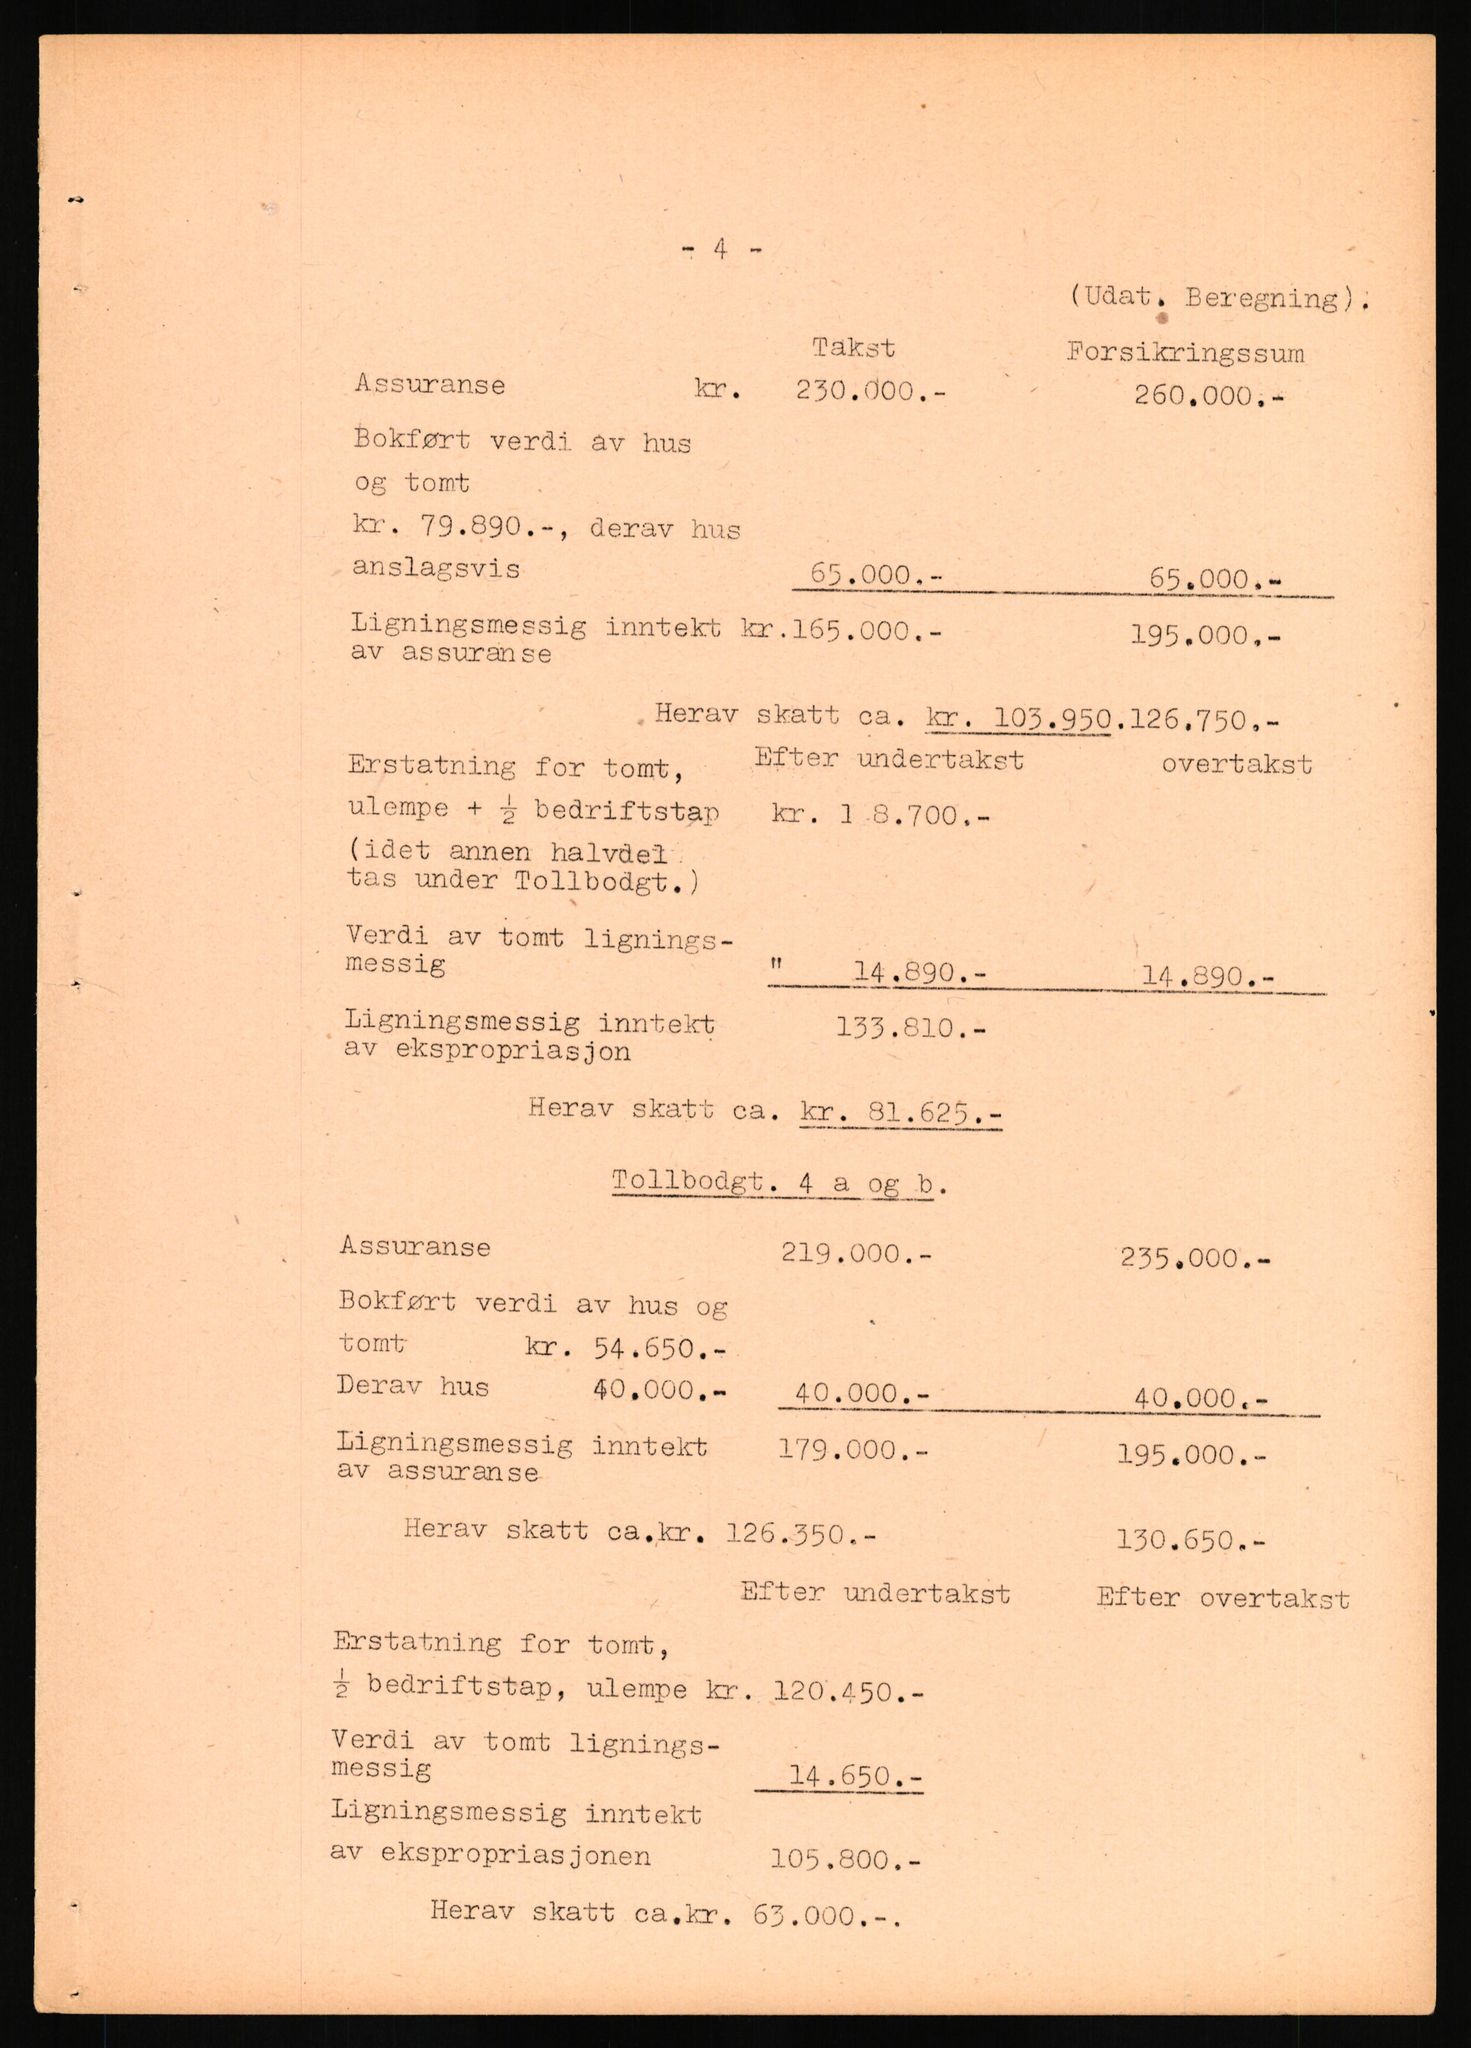 - 4 -
(Udat. Beregning).
Takst Forsikringssum
Assuranse kr. 230.000.- 260.000.-
Bokført verdi av hus
og tomt
kr. 79.890.-, derav hus
anslagsvis 65.000.- 65.000.-
Ligningsmessig inntekt kr.165.000.- 195.000.-
av assuranse
Herav skatt ca. kr. 103.950.126.750.-
Erstatning for tomt, Efter undertakst overtakst
ulempe + ½ bedriftstap kr. 1 8.700.-
(idet annen halvdel
tas under Tollbodgt.)
Verdi av tomt lignings-
messig " 14.890.- 14.890.-
Ligningsmessig inntekt 133.810.-
av ekspropriasjon
Herav skatt ca. kr. 81.625.-
Tollbodgt. 4 a og b.
Assuranse 219.000.- 235.000.-
Bokført verdi av hus og
tomt kr. 54.650.-
Derav hus 40.000.- 40.000.- 40.000.-
Ligningsmessig inntekt 179.000.- 195.000.-
av assuranse
Herav skatt ca.kr. 126.350.- 130.650.-
Efter undertakst Efter overtakst
Erstatning for tomt,
½ bedriftstap, ulempe kr. 120.450.-
Verdi av tomt lignings-
messig 14.650.-
Ligningsmessig inntekt
av ekspropriasjonen 105.800.-
Herav skatt ca.kr. 63.000.-.